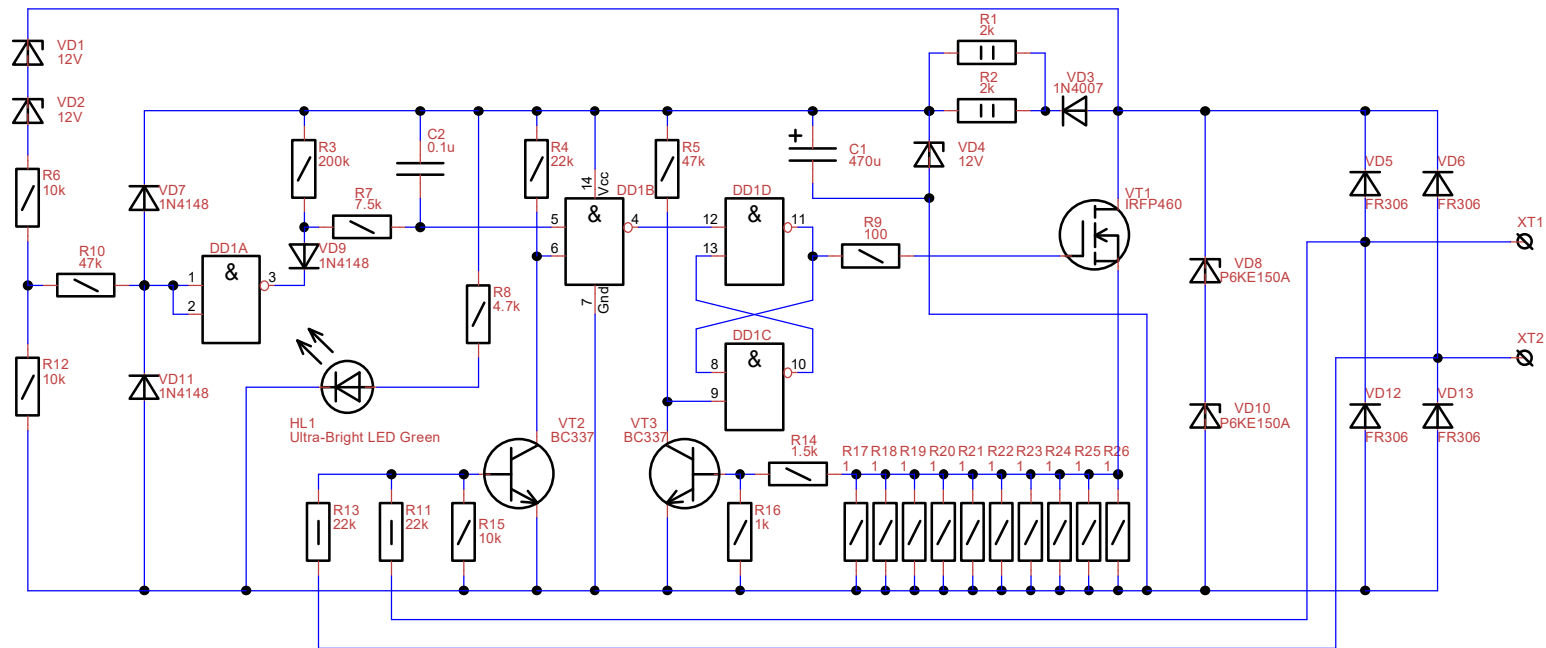 R1
2k
VD1
12V
R2
2k
VD3
1N4007
VD2
12V
C2
0.1u
R3
200k
R4
22k
R5
47k
C1
470u
VD4
12V
VD5
FR306
VD6
FR306
R6
10k
VD7
1N4148
R7
7.5k
14
Vcc
DD1B
&
5
6
4
7
Gnd
DD1D
&
12
13
11
VT1
IRFP460
R9
100
XT1
R10
47k
DD1A
&
1
2
3
VD9
1N4148
R8
4.7k
VD8
P6KE150A
DD1C
&
8
9
10
XT2
R12
10k
VD11
1N4148
HL1
Ultra-Bright LED Green
VT2
BC337
VT3
BC337
VD10
P6KE150A
VD12
FR306
VD13
FR306
R14
1.5k
R17
1
R18
1
R19
1
R20
1
R21
1
R22
1
R23
1
R24
1
R25
1
R26
1
R13
22k
R11
22k
R15
10k
R16
1k